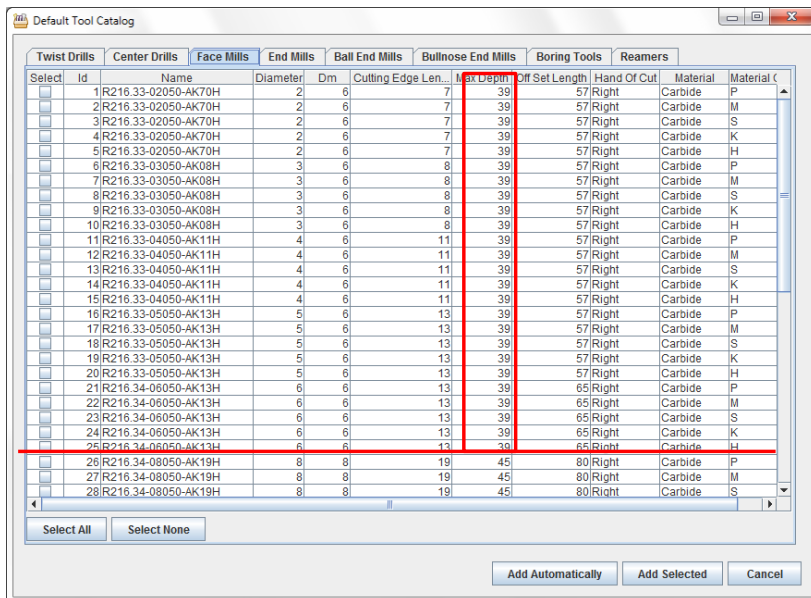 Default Tool Catalog
Twist Drills Center Drills Face Mills End Mills Ball End Mills Bullnose End Mills Boring Tools Reamers
Select Id Name Diameter Dm Cutting Edge Len... Max Depth Off Set Length Hand Of Cut Material Material C
1 R216.33-02050-AK70H 2 6 7 39 57 Right Carbide P
2 R216.33-02050-AK70H 2 6 7 39 57 Right Carbide M
3 R216.33-02050-AK70H 2 6 7 39 57 Right Carbide S
4 R216.33-02050-AK70H 2 6 7 39 57 Right Carbide K
5 R216.33-02050-AK70H 2 6 7 39 57 Right Carbide H
6 R216.33-03050-AK08H 3 6 8 39 57 Right Carbide P
7 R216.33-03050-AK08H 3 6 8 39 57 Right Carbide M
8 R216.33-03050-AK08H 3 6 8 39 57 Right Carbide S
9 R216.33-03050-AK08H 3 6 8 39 57 Right Carbide K
10 R216.33-03050-AK08H 3 6 8 39 57 Right Carbide H
11 R216.33-04050-AK11H 4 6 11 39 57 Right Carbide P
12 R216.33-04050-AK11H 4 6 11 39 57 Right Carbide M
13 R216.33-04050-AK11H 4 6 11 39 57 Right Carbide S
14 R216.33-04050-AK11H 4 6 11 39 57 Right Carbide K
15 R216.33-04050-AK11H 4 6 11 39 57 Right Carbide H
16 R216.33-05050-AK13H 5 6 13 39 57 Right Carbide P
17 R216.33-05050-AK13H 5 6 13 39 57 Right Carbide M
18 R216.33-05050-AK13H 5 6 13 39 57 Right Carbide S
19 R216.33-05050-AK13H 5 6 13 39 57 Right Carbide K
20 R216.33-05050-AK13H 5 6 13 39 57 Right Carbide H
21 R216.34-06050-AK13H 6 6 13 39 65 Right Carbide P
22 R216.34-06050-AK13H 6 6 13 39 65 Right Carbide M
23 R216.34-06050-AK13H 6 6 13 39 65 Right Carbide S
24 R216.34-06050-AK13H 6 6 13 39 65 Right Carbide K
25 R216.34-06050-AK13H 6 6 13 39 65 Right Carbide H
26 R216.34-08050-AK19H 8 8 19 45 80 Right Carbide P
27 R216.34-08050-AK19H 8 8 19 45 80 Right Carbide M
28 R216.34-08050-AK19H 8 8 19 45 80 Right Carbide S
Select All Select None
Add Automatically Add Selected Cancel